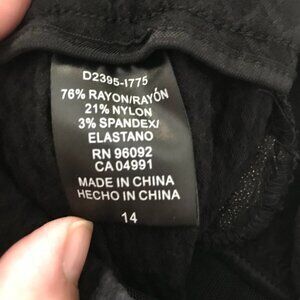 D2395-I775
76% RAYON/RAYÓN
21% NYLON
3% SPANDEX/
ELASTANO
RN 96092
CA 04991
MADE IN CHINA
HECHO IN CHINA
14